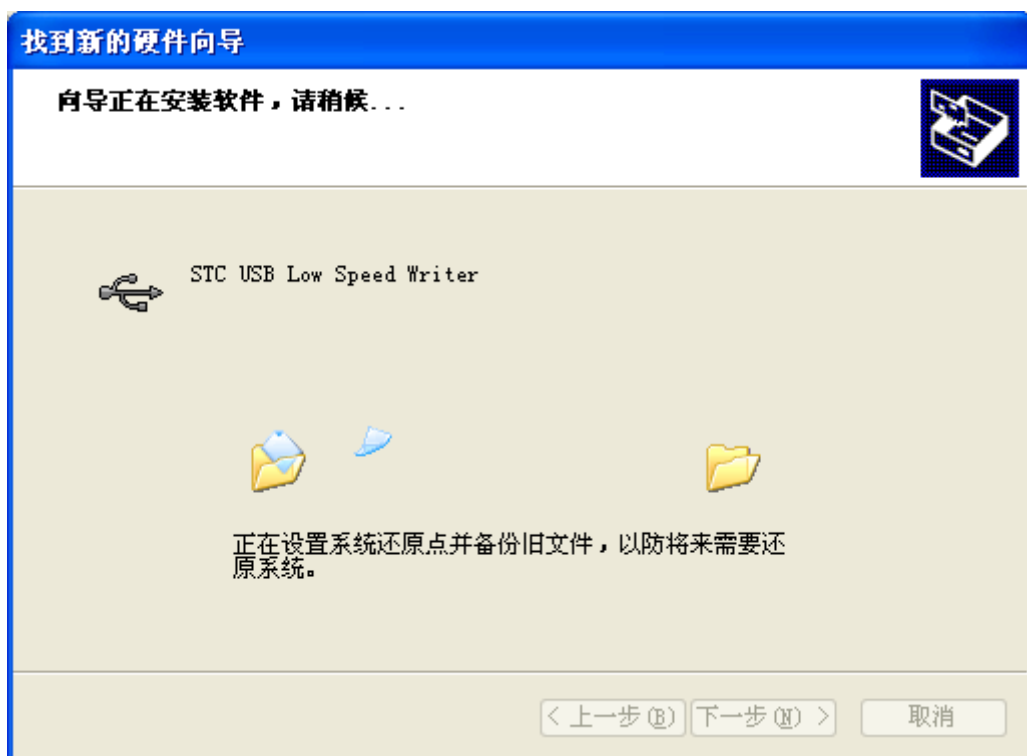 找到新的硬件向导
向导正在安装软件，请稍候...
STC USB Low Speed Writer
正在设置系统还原点并备份旧文件，以防将来需要还
原系统。
< 上一步(B)
下一步(N) >
取消